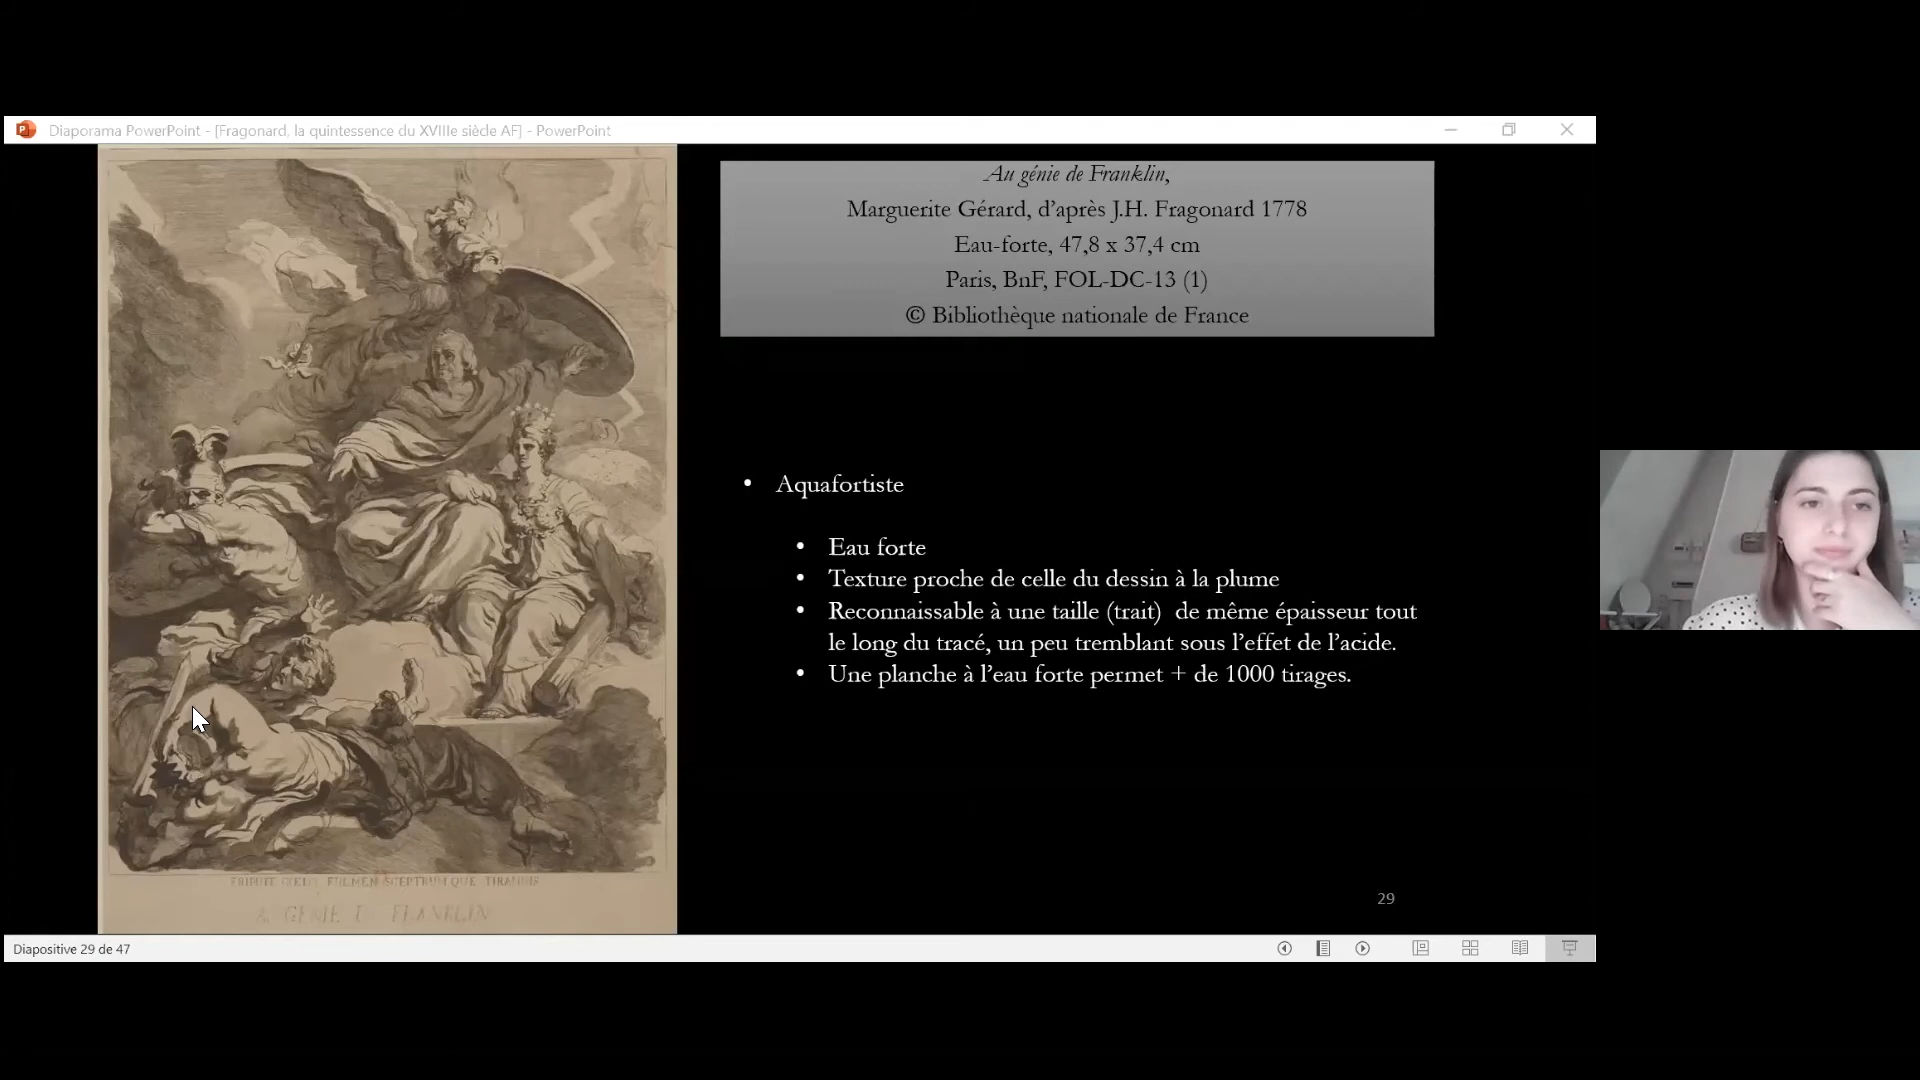 Diaporama PowerPoint - [Fragonard, la quintessence du XVIIIe siècle AF] - PowerPoint
Au génie de Franklin,
Marguerite Gérard, d'après J.H. Fragonard 1778
Eau-forte, 47,8 x 37,4 cm
Paris, BnF, FOL-DC-13 (1)
© Bibliothèque nationale de France
• Aquafortiste
• Eau forte
• Texture proche de celle du dessin à la plume
• Reconnaissable à une taille (trait) de même épaisseur tout
le long du tracé, un peu tremblant sous l'effet de l'acide.
• Une planche à l'eau forte permet + de 1000 tirages.
FULMEN SCEPTRUMQUE
GENIE FRANKLIN
29
Diapositive 29 de 47